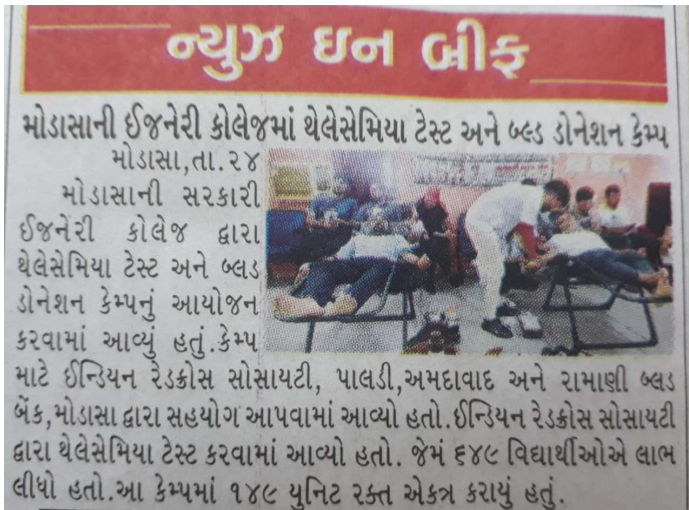 ન્યુઝ ઇન બ્રીફ
મોડાસાની ઈજનેરી કોલેજમાં થેલેસેમિયા ટેસ્ટ અને બ્લડ ડોનેશન કેમ્પ
મોડાસા,તા.૨૪
મોડાસાની સરકારી
ઈજનેરી કોલેજ દ્વારા
થેલેસેમિયા ટેસ્ટ અને બ્લડ
ડોનેશન કેમ્પનું આયોજન
કરવામાં આવ્યું હતું.કેમ્પ
માટે ઈન્ડિયન રેડક્રોસ સોસાયટી, પાલડી,અમદાવાદ અને રામાણી બ્લડ
બેંક,મોડાસા દ્વારા સહયોગ આપવામાં આવ્યો હતો.ઈન્ડિયન રેડક્રોસ સોસાયટી
દ્વારા થેલેસેમિયા ટેસ્ટ કરવામાં આવ્યો હતો. જેમં ૬૪૯ વિદ્યાર્થીઓએ લાભ
લીધો હતો.આ કેમ્પમાં ૧૪૯ યુનિટ રક્ત એકત્ર કરાયું હતું.